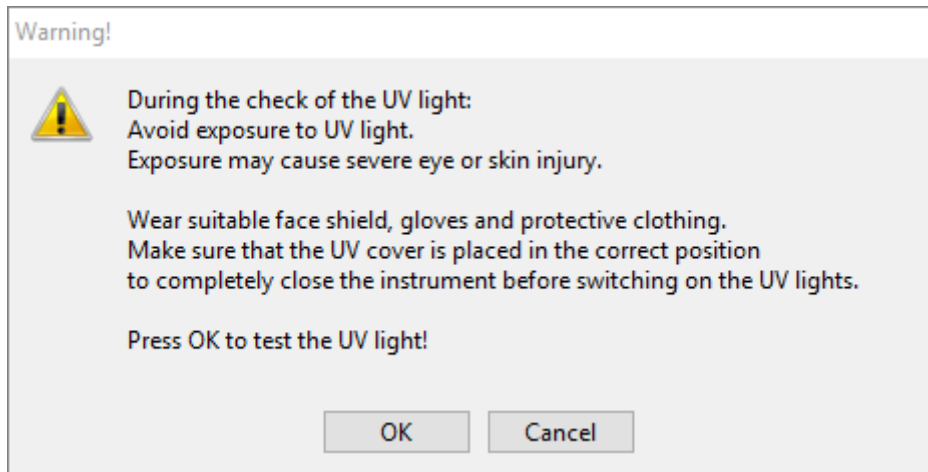 Warning!
During the check of the UV light:
Avoid exposure to UV light.
Exposure may cause severe eye or skin injury.
Wear suitable face shield, gloves and protective clothing.
Make sure that the UV cover is placed in the correct position
to completely close the instrument before switching on the UV lights.
Press OK to test the UV light!
OK
Cancel